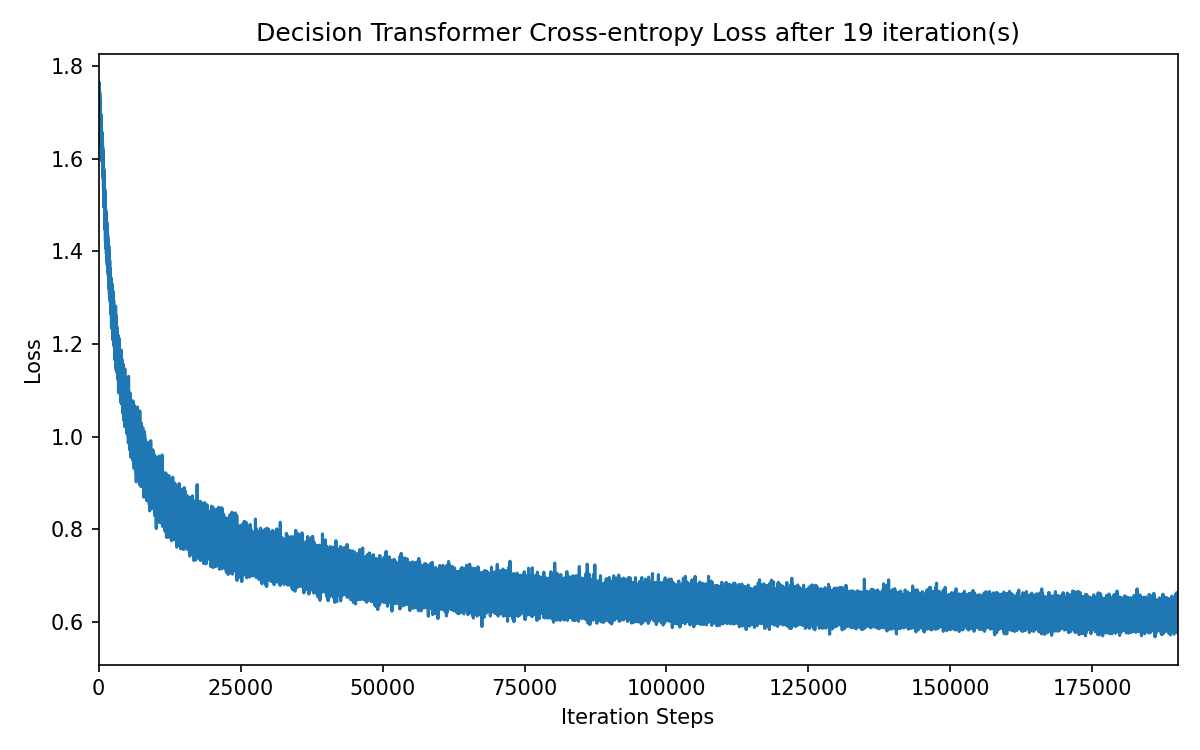 Decision Transformer Cross-entropy Loss after 19 iteration(s)
1.8
1.6
1.4
1.2
1.0
0.8
0.6
Loss
0 25000 50000 75000 100000 125000 150000 175000
Iteration Steps